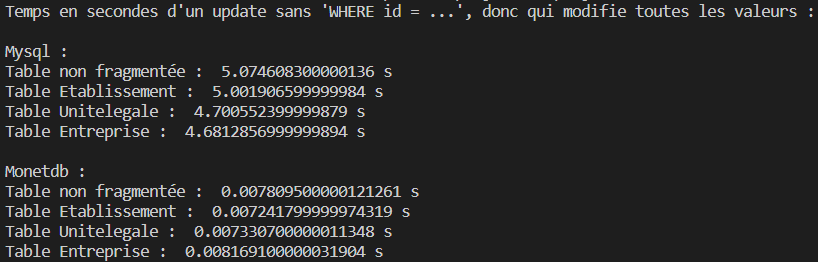 Temps en secondes d'un update sans 'WHERE id = ...', donc qui modifie toutes les valeurs :
Mysql :
Table non fragmentée :  5.074608300000136 s
Table Etablissement :  5.001906599999984 s
Table Unitelegale :  4.700552399999879 s
Table Entreprise :  4.6812856999999894 s
Monetdb :
Table non fragmentée :  0.007809500000121261 s
Table Etablissement :  0.007241799999974319 s
Table Unitelegale :  0.007330700000011348 s
Table Entreprise :  0.008169100000031904 s